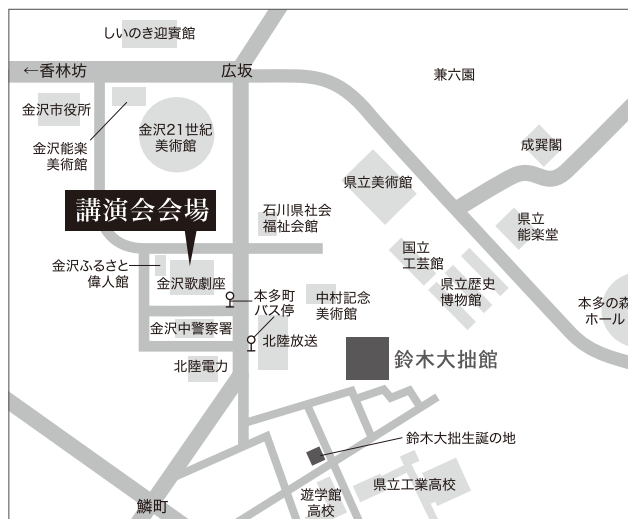 しいのき迎賓館
←香林坊
広坂
兼六園
金沢市役所
金沢21世紀
美術館
金沢能楽
美術館
成巽閣
県立美術館
講演会会場
石川県社会
福祉会館
県立
能楽堂
国立
工芸館
金沢ふるさと
偉人館
金沢歌劇座
県立歴史
博物館
本多町
バス停
中村記念
美術館
本多の森
ホール
金沢中警察署
北陸放送
北陸電力
鈴木大拙館
鈴木大拙生誕の地
遊学館
高校
県立工業高校
鱗町